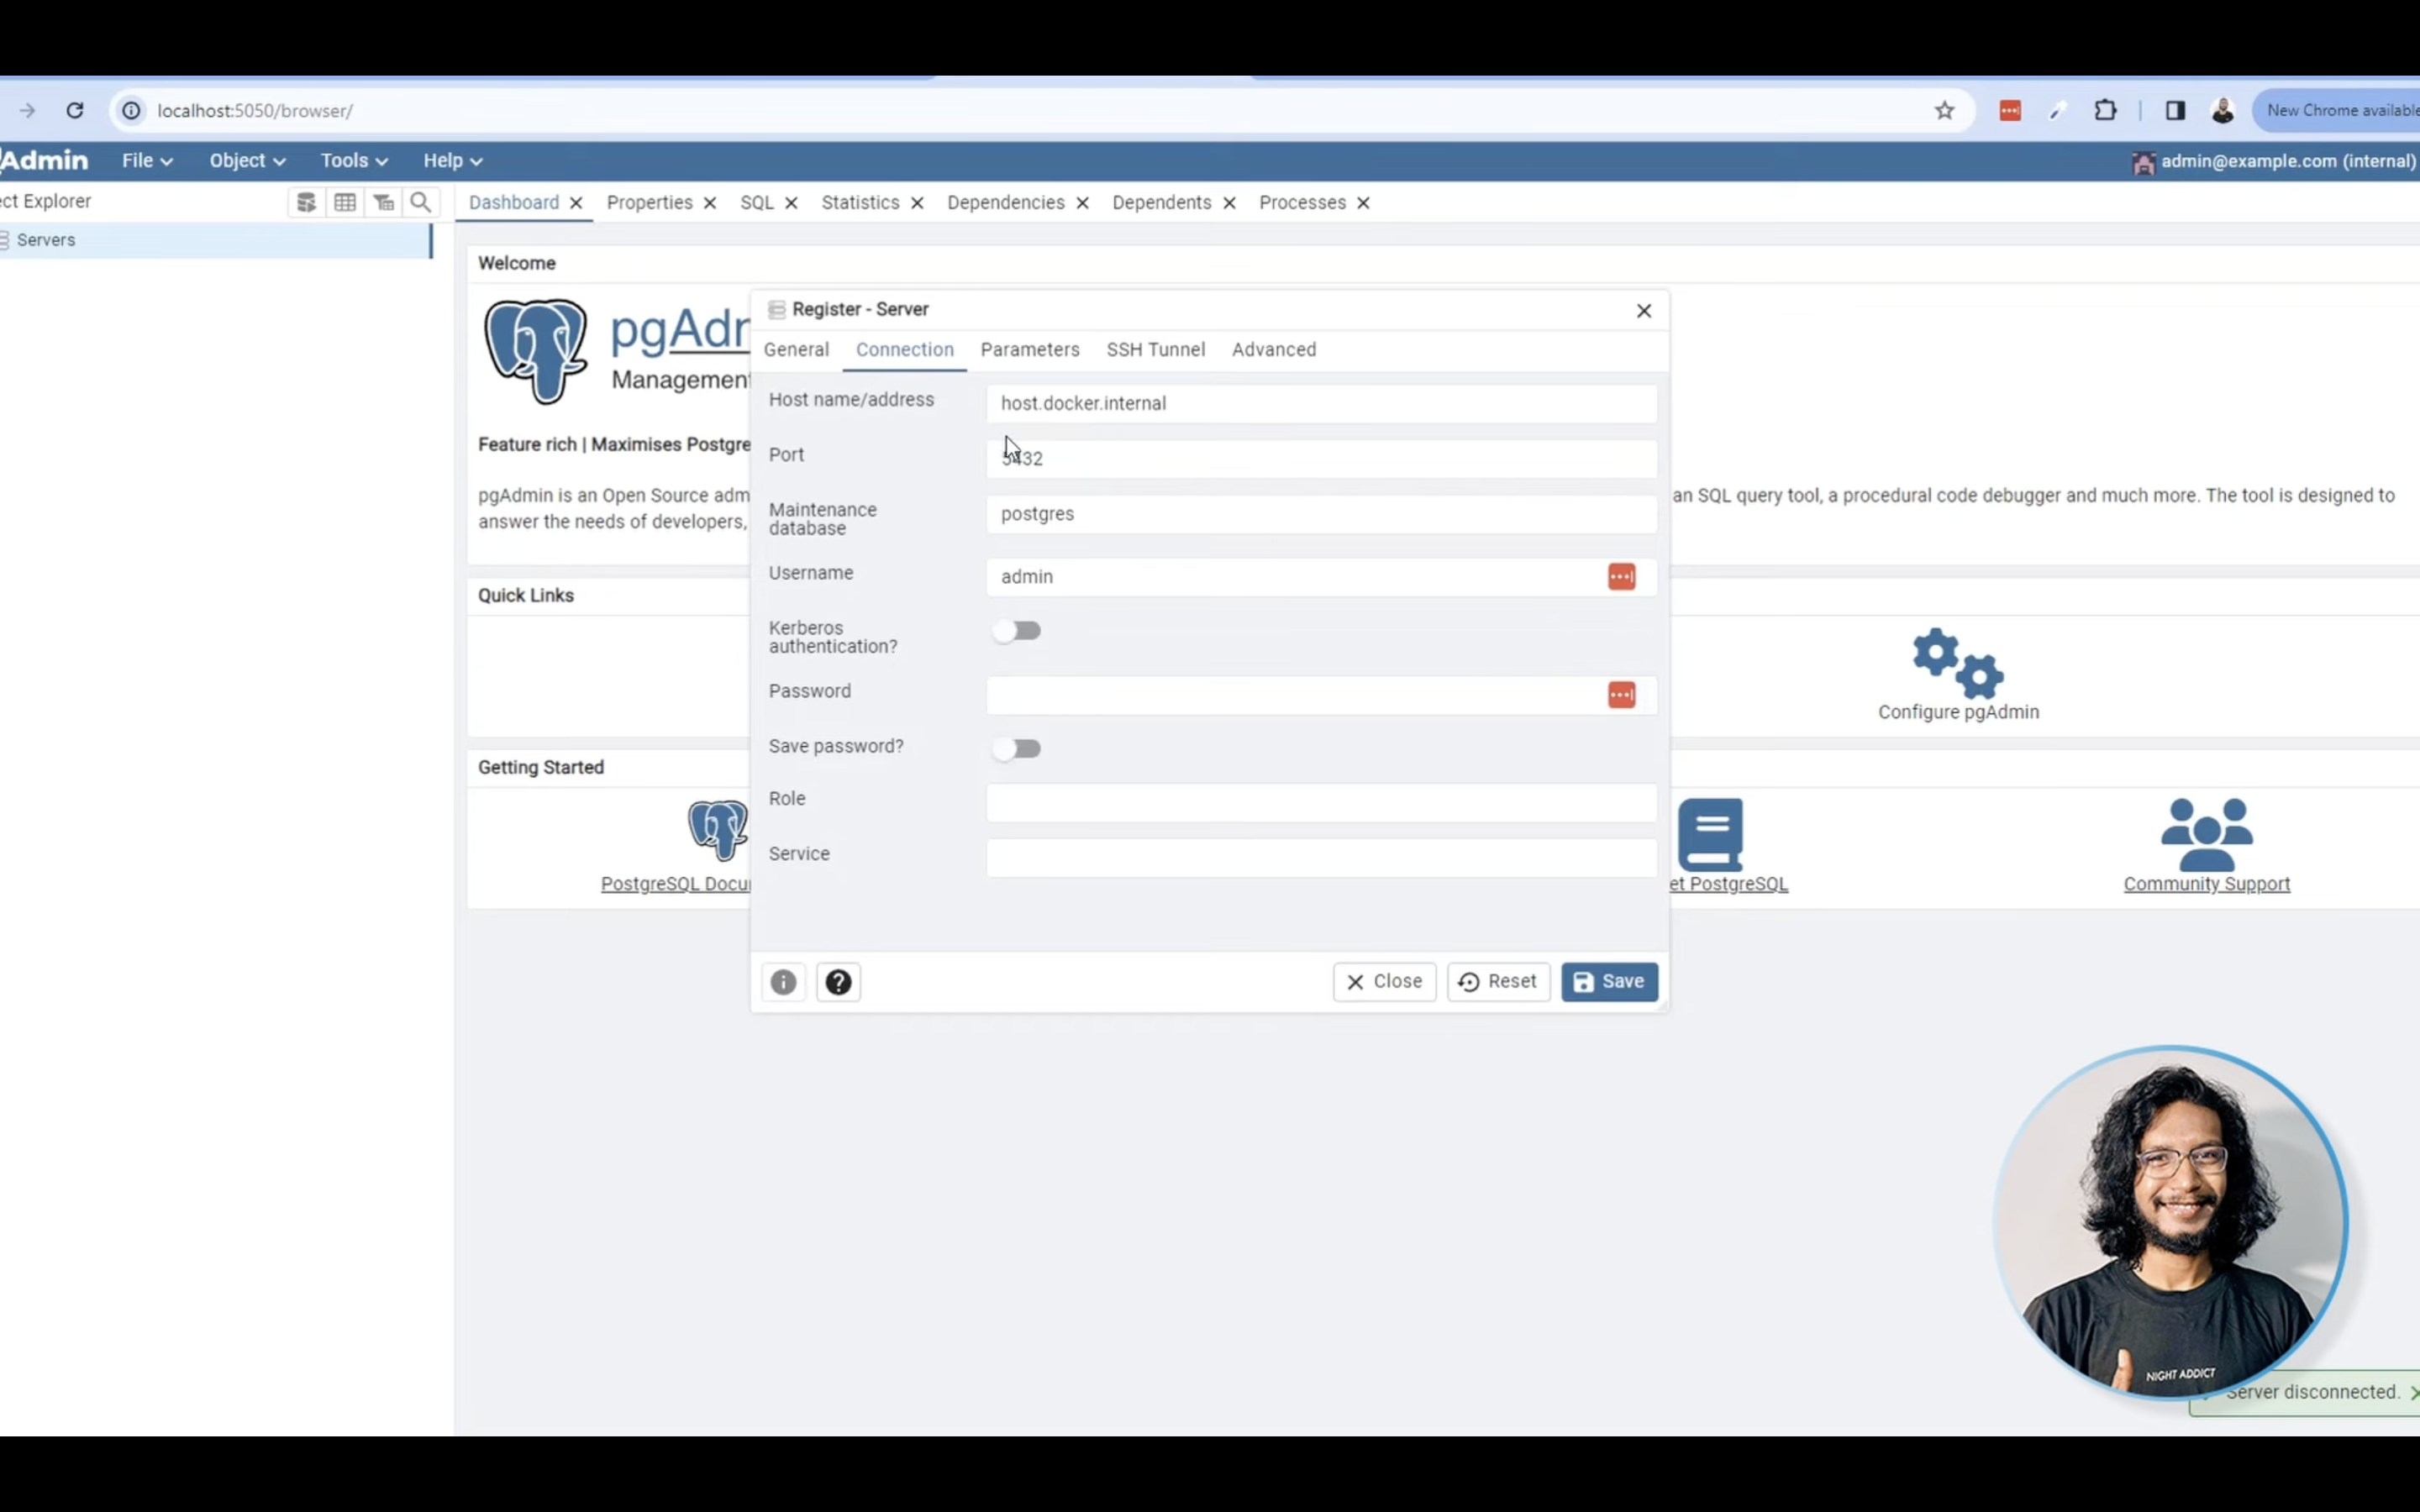 localhost:5050/browser/
New Chrome available
Admin
File
Object
Tools
Help
admin@example.com (internal)
ct Explorer
Dashboard
Properties
SQL
Statistics
Dependencies
Dependents
Processes
Servers
Welcome
pgAdm
Management
Feature rich | Maximises Postgre
pgAdmin is an Open Source adm
an SQL query tool, a procedural code debugger and much more. The tool is designed to
answer the needs of developers,
Quick Links
Configure pgAdmin
Getting Started
PostgreSQL Docu
et PostgreSQL
Community Support
Register - Server
General
Connection
Parameters
SSH Tunnel
Advanced
Host name/address
host.docker.internal
Port
5432
Maintenance
database
postgres
Username
admin
Kerberos
authentication?
Password
Save password?
Role
Service
Close
Reset
Save
NIGHT ADDICT
Server disconnected.